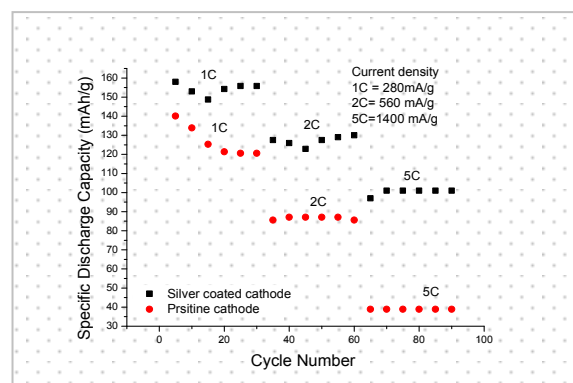 160
150
140
130
120
110
100
90
80
70
60
50
40
30
Specific Discharge Capacity (mAh/g)
1C
1C
2C
2C
5C
5C
Current density
1C = 280mA/g
2C= 560 mA/g
5C=1400 mA/g
Silver coated cathode
Prsitine cathode
0 20 40 60 80 100
Cycle Number